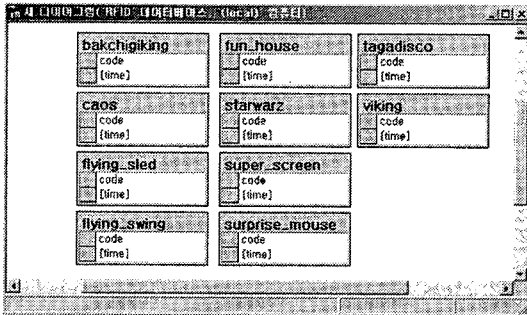 새 다이어그램(RFID 데이터베이스, (local) 컴퓨터)
bakchigiking
code
[time]
fun_house
code
[time]
tagadisco
code
[time]
caos
code
[time]
starwarz
code
[time]
viking
code
[time]
flying_sled
code
[time]
super_screen
code
[time]
flying_swing
code
[time]
surprise_mouse
code
[time]